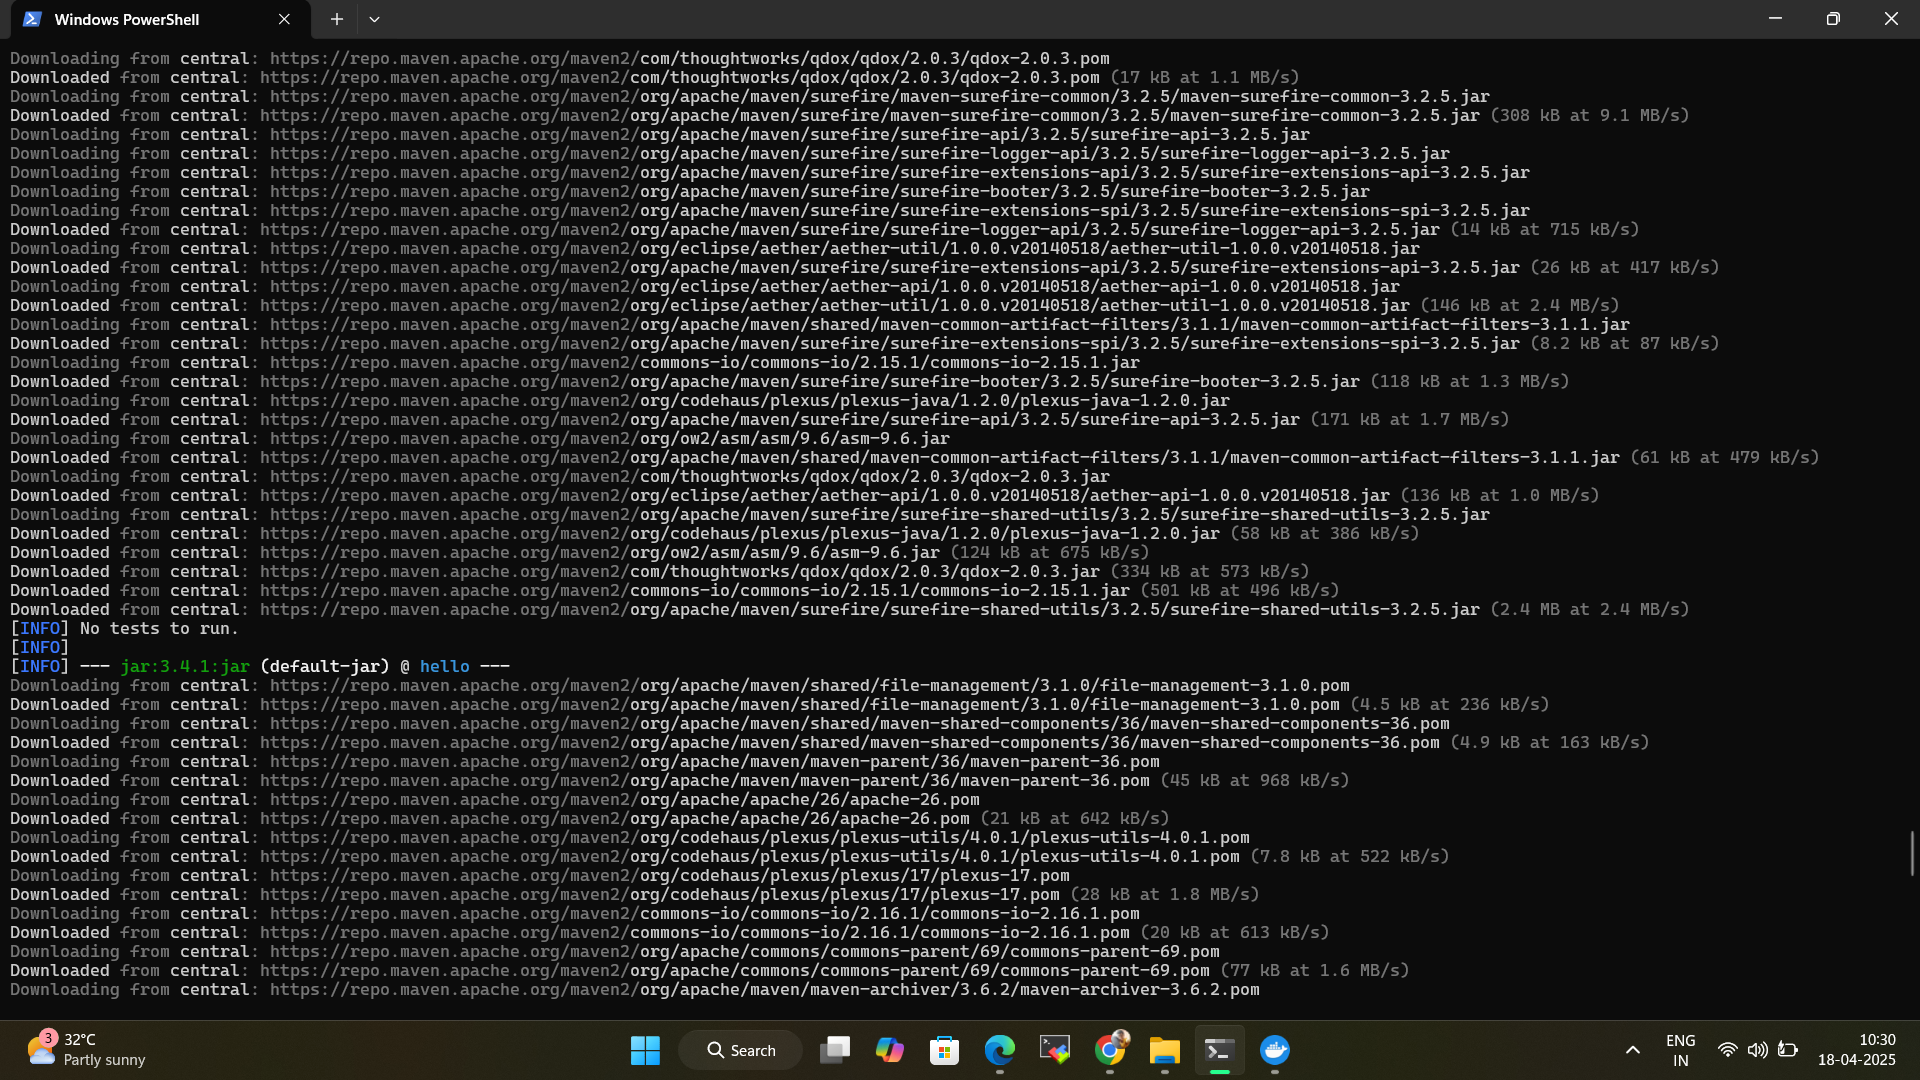 Windows PowerShell
Downloading from central: https://repo.maven.apache.org/maven2/com/thoughtworks/qdox/qdox/2.0.3/qdox-2.0.3.pom
Downloaded from central: https://repo.maven.apache.org/maven2/com/thoughtworks/qdox/qdox/2.0.3/qdox-2.0.3.pom (17 kB at 1.1 MB/s)
Downloading from central: https://repo.maven.apache.org/maven2/org/apache/maven/surefire/maven-surefire-common/3.2.5/maven-surefire-common-3.2.5.jar
Downloaded from central: https://repo.maven.apache.org/maven2/org/apache/maven/surefire/maven-surefire-common/3.2.5/maven-surefire-common-3.2.5.jar (308 kB at 9.1 MB/s)
Downloading from central: https://repo.maven.apache.org/maven2/org/apache/maven/surefire/surefire-api/3.2.5/surefire-api-3.2.5.jar
Downloading from central: https://repo.maven.apache.org/maven2/org/apache/maven/surefire/surefire-logger-api/3.2.5/surefire-logger-api-3.2.5.jar
Downloading from central: https://repo.maven.apache.org/maven2/org/apache/maven/surefire/surefire-extensions-api/3.2.5/surefire-extensions-api-3.2.5.jar
Downloading from central: https://repo.maven.apache.org/maven2/org/apache/maven/surefire/surefire-booter/3.2.5/surefire-booter-3.2.5.jar
Downloading from central: https://repo.maven.apache.org/maven2/org/apache/maven/surefire/surefire-extensions-spi/3.2.5/surefire-extensions-spi-3.2.5.jar
Downloaded from central: https://repo.maven.apache.org/maven2/org/apache/maven/surefire/surefire-logger-api/3.2.5/surefire-logger-api-3.2.5.jar (14 kB at 715 kB/s)
Downloading from central: https://repo.maven.apache.org/maven2/org/eclipse/aether/aether-util/1.0.0.v20140518/aether-util-1.0.0.v20140518.jar
Downloaded from central: https://repo.maven.apache.org/maven2/org/apache/maven/surefire/surefire-extensions-api/3.2.5/surefire-extensions-api-3.2.5.jar (26 kB at 417 kB/s)
Downloading from central: https://repo.maven.apache.org/maven2/org/eclipse/aether/aether-api/1.0.0.v20140518/aether-api-1.0.0.v20140518.jar
Downloaded from central: https://repo.maven.apache.org/maven2/org/eclipse/aether/aether-util/1.0.0.v20140518/aether-util-1.0.0.v20140518.jar (146 kB at 2.4 MB/s)
Downloading from central: https://repo.maven.apache.org/maven2/org/apache/maven/shared/maven-common-artifact-filters/3.1.1/maven-common-artifact-filters-3.1.1.jar
Downloaded from central: https://repo.maven.apache.org/maven2/org/apache/maven/surefire/surefire-extensions-spi/3.2.5/surefire-extensions-spi-3.2.5.jar (8.2 kB at 87 kB/s)
Downloading from central: https://repo.maven.apache.org/maven2/commons-io/commons-io/2.15.1/commons-io-2.15.1.jar
Downloaded from central: https://repo.maven.apache.org/maven2/org/apache/maven/surefire/surefire-booter/3.2.5/surefire-booter-3.2.5.jar (118 kB at 1.3 MB/s)
Downloading from central: https://repo.maven.apache.org/maven2/org/codehaus/plexus/plexus-java/1.2.0/plexus-java-1.2.0.jar
Downloaded from central: https://repo.maven.apache.org/maven2/org/apache/maven/surefire/surefire-api/3.2.5/surefire-api-3.2.5.jar (171 kB at 1.7 MB/s)
Downloading from central: https://repo.maven.apache.org/maven2/org/ow2/asm/asm/9.6/asm-9.6.jar
Downloaded from central: https://repo.maven.apache.org/maven2/org/apache/maven/shared/maven-common-artifact-filters/3.1.1/maven-common-artifact-filters-3.1.1.jar (61 kB at 479 kB/s)
Downloading from central: https://repo.maven.apache.org/maven2/com/thoughtworks/qdox/qdox/2.0.3/qdox-2.0.3.jar
Downloaded from central: https://repo.maven.apache.org/maven2/org/eclipse/aether/aether-api/1.0.0.v20140518/aether-api-1.0.0.v20140518.jar (136 kB at 1.0 MB/s)
Downloading from central: https://repo.maven.apache.org/maven2/org/apache/maven/surefire/surefire-shared-utils/3.2.5/surefire-shared-utils-3.2.5.jar
Downloaded from central: https://repo.maven.apache.org/maven2/org/codehaus/plexus/plexus-java/1.2.0/plexus-java-1.2.0.jar (58 kB at 386 kB/s)
Downloaded from central: https://repo.maven.apache.org/maven2/org/ow2/asm/asm/9.6/asm-9.6.jar (124 kB at 675 kB/s)
Downloaded from central: https://repo.maven.apache.org/maven2/com/thoughtworks/qdox/qdox/2.0.3/qdox-2.0.3.jar (334 kB at 573 kB/s)
Downloaded from central: https://repo.maven.apache.org/maven2/commons-io/commons-io/2.15.1/commons-io-2.15.1.jar (501 kB at 496 kB/s)
Downloaded from central: https://repo.maven.apache.org/maven2/org/apache/maven/surefire/surefire-shared-utils/3.2.5/surefire-shared-utils-3.2.5.jar (2.4 MB at 2.4 MB/s)
[INFO] No tests to run.
[INFO]
[INFO] --- jar:3.4.1:jar (default-jar) @ hello ---
Downloading from central: https://repo.maven.apache.org/maven2/org/apache/maven/shared/file-management/3.1.0/file-management-3.1.0.pom
Downloaded from central: https://repo.maven.apache.org/maven2/org/apache/maven/shared/file-management/3.1.0/file-management-3.1.0.pom (4.5 kB at 236 kB/s)
Downloading from central: https://repo.maven.apache.org/maven2/org/apache/maven/shared/maven-shared-components/36/maven-shared-components-36.pom
Downloaded from central: https://repo.maven.apache.org/maven2/org/apache/maven/shared/maven-shared-components/36/maven-shared-components-36.pom (4.9 kB at 163 kB/s)
Downloading from central: https://repo.maven.apache.org/maven2/org/apache/maven/maven-parent/36/maven-parent-36.pom
Downloaded from central: https://repo.maven.apache.org/maven2/org/apache/maven/maven-parent/36/maven-parent-36.pom (45 kB at 968 kB/s)
Downloading from central: https://repo.maven.apache.org/maven2/org/apache/apache/26/apache-26.pom
Downloaded from central: https://repo.maven.apache.org/maven2/org/apache/apache/26/apache-26.pom (21 kB at 642 kB/s)
Downloading from central: https://repo.maven.apache.org/maven2/org/codehaus/plexus/plexus-utils/4.0.1/plexus-utils-4.0.1.pom
Downloaded from central: https://repo.maven.apache.org/maven2/org/codehaus/plexus/plexus-utils/4.0.1/plexus-utils-4.0.1.pom (7.8 kB at 522 kB/s)
Downloading from central: https://repo.maven.apache.org/maven2/org/codehaus/plexus/plexus/17/plexus-17.pom
Downloaded from central: https://repo.maven.apache.org/maven2/org/codehaus/plexus/plexus/17/plexus-17.pom (28 kB at 1.8 MB/s)
Downloading from central: https://repo.maven.apache.org/maven2/commons-io/commons-io/2.16.1/commons-io-2.16.1.pom
Downloaded from central: https://repo.maven.apache.org/maven2/commons-io/commons-io/2.16.1/commons-io-2.16.1.pom (20 kB at 613 kB/s)
Downloading from central: https://repo.maven.apache.org/maven2/org/apache/commons/commons-parent/69/commons-parent-69.pom
Downloaded from central: https://repo.maven.apache.org/maven2/org/apache/commons/commons-parent/69/commons-parent-69.pom (77 kB at 1.6 MB/s)
Downloading from central: https://repo.maven.apache.org/maven2/org/apache/maven/maven-archiver/3.6.2/maven-archiver-3.6.2.pom
3
32°C
Partly sunny
Search
ENG
IN
10:30
18-04-2025